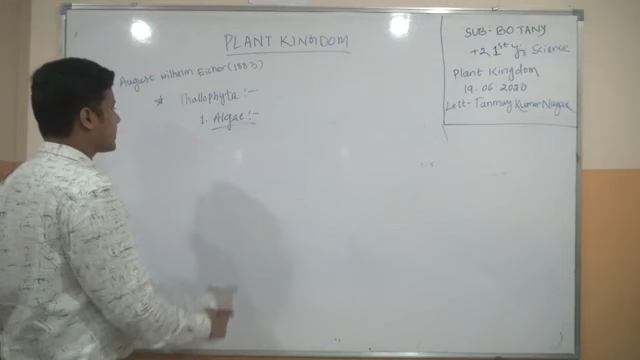 PLANT KINGDOM
August Wilhelm Eicher (1883)
* Thallophyta :-
1. Algae :-
SUB- BOTANY
+2 1st yr Science
Plant Kingdom
19.06.2020
Lect- Tanmay Kumar Nayak